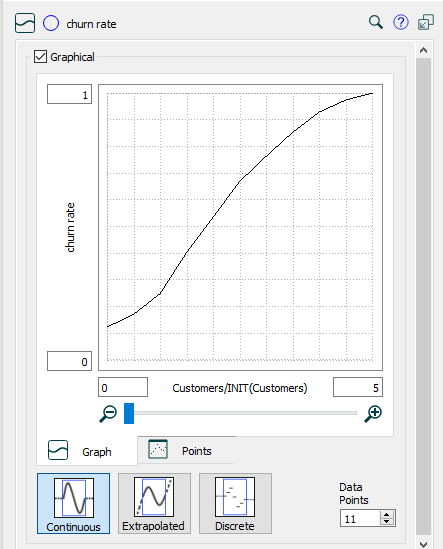 churn rate
Graphical
1
churn rate
0
0
Customers/INIT(Customers)
5
Graph
Points
Continuous
Extrapolated
Discrete
Data
Points
11